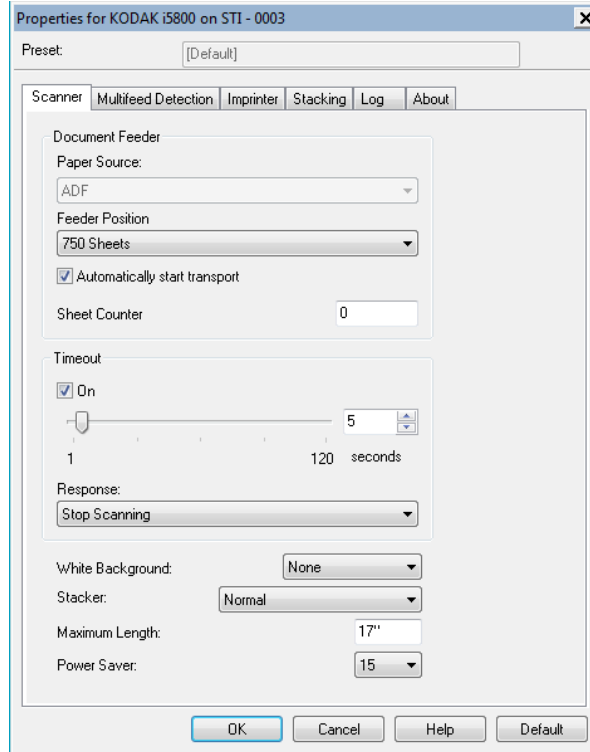 Properties for KODAK i5800 on STI - 0003
Preset: [Default]
Scanner Multifeed Detection Imprinter Stacking Log About
Document Feeder
Paper Source:
ADF
Feeder Position
750 Sheets
Automatically start transport
Sheet Counter 0
Timeout
On
5
1 120 seconds
Response:
Stop Scanning
White Background: None
Stacker: Normal
Maximum Length: 17"
Power Saver: 15
OK Cancel Help Default